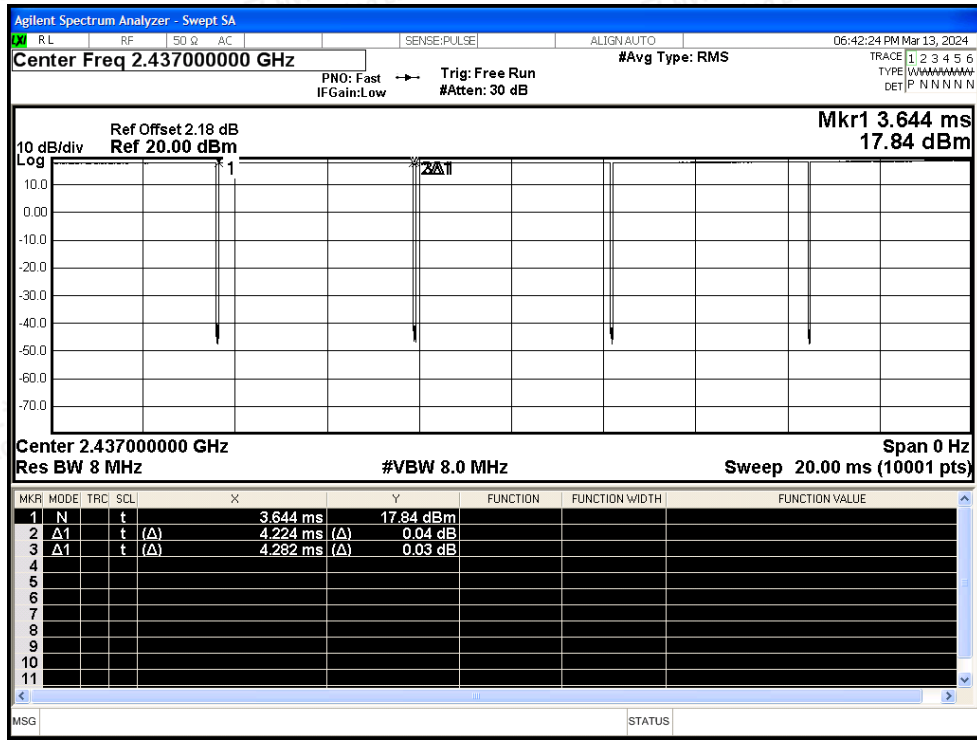 Agilent Spectrum Analyzer - Swept SA
LXI RL RF 50 Ω AC SENSE:PULSE ALIGN AUTO 06:42:24 PM Mar 13, 2024
Center Freq 2.437000000 GHz
PNO: Fast
IFGain:Low
Trig: Free Run
#Atten: 30 dB
#Avg Type: RMS
TRACE 1 2 3 4 5 6
TYPE WWWWWW
DET P N N N N N
Mkr1 3.644 ms
17.84 dBm
Ref Offset 2.18 dB
10 dB/div Ref 20.00 dBm
Log
1
10.0
0.00
-10.0
-20.0
-30.0
-40.0
-50.0
-60.0
-70.0
Center 2.437000000 GHz Span 0 Hz
Res BW 8 MHz #VBW 8.0 MHz Sweep 20.00 ms (10001 pts)
MKR MODE TRC SCL X Y FUNCTION FUNCTION WIDTH FUNCTION VALUE
1 N t 3.644 ms 17.84 dBm
2 Δ1 t (Δ) 4.224 ms (Δ) 0.04 dB
3 Δ1 t (Δ) 4.282 ms (Δ) 0.03 dB
4
5
6
7
8
9
10
11
MSG STATUS